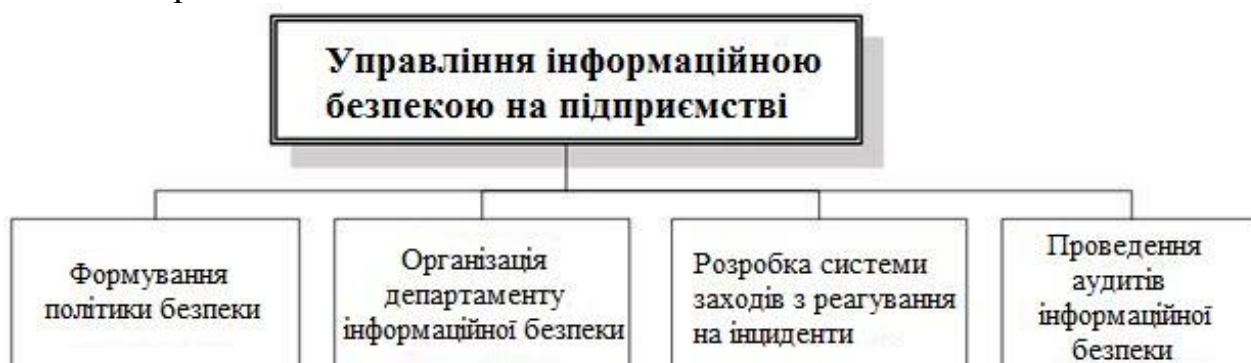 Управління інформаційною
безпекою на підприємстві
Формування
політики безпеки
Організація
департаменту
інформаційної безпеки
Розробка системи
заходів з реагування
на інциденти
Проведення
аудитів
інформаційної
безпеки